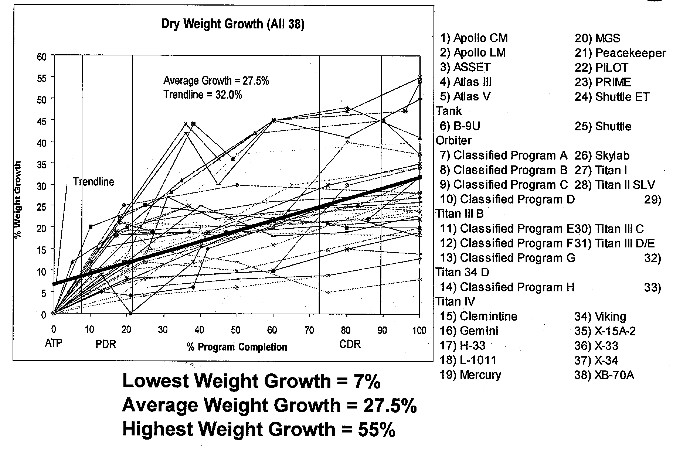 Dry Weight Growth (All 38)
60
55
50
45
40
35
30
25
20
15
10
5
0
% Weight Growth
Average Growth = 27.5%
Trendline = 32.0%
Trendline
0 10 20 30 40 50 60 70 80 90 100
ATP PDR % Program Completion CDR
Lowest Weight Growth = 7%
Average Weight Growth = 27.5%
Highest Weight Growth = 55%
1) Apollo CM 20) MGS
2) Apollo LM 21) Peacekeeper
3) ASSET 22) PILOT
4) Atlas III 23) PRIME
5) Atlas V 24) Shuttle ET
Tank
6) B-9U 25) Shuttle
Orbiter
7) Classified Program A 26) Skylab
8) Classified Program B 27) Titan I
9) Classified Program C 28) Titan II SLV
10) Classified Program D 29)
Titan III B
11) Classified Program E30) Titan III C
12) Classified Program F31) Titan III D/E
13) Classified Program G 32)
Titan 34 D
14) Classified Program H 33)
Titan IV
15) Clemintine 34) Viking
16) Gemini 35) X-15A-2
17) H-33 36) X-33
18) L-1011 37) X-34
19) Mercury 38) XB-70A